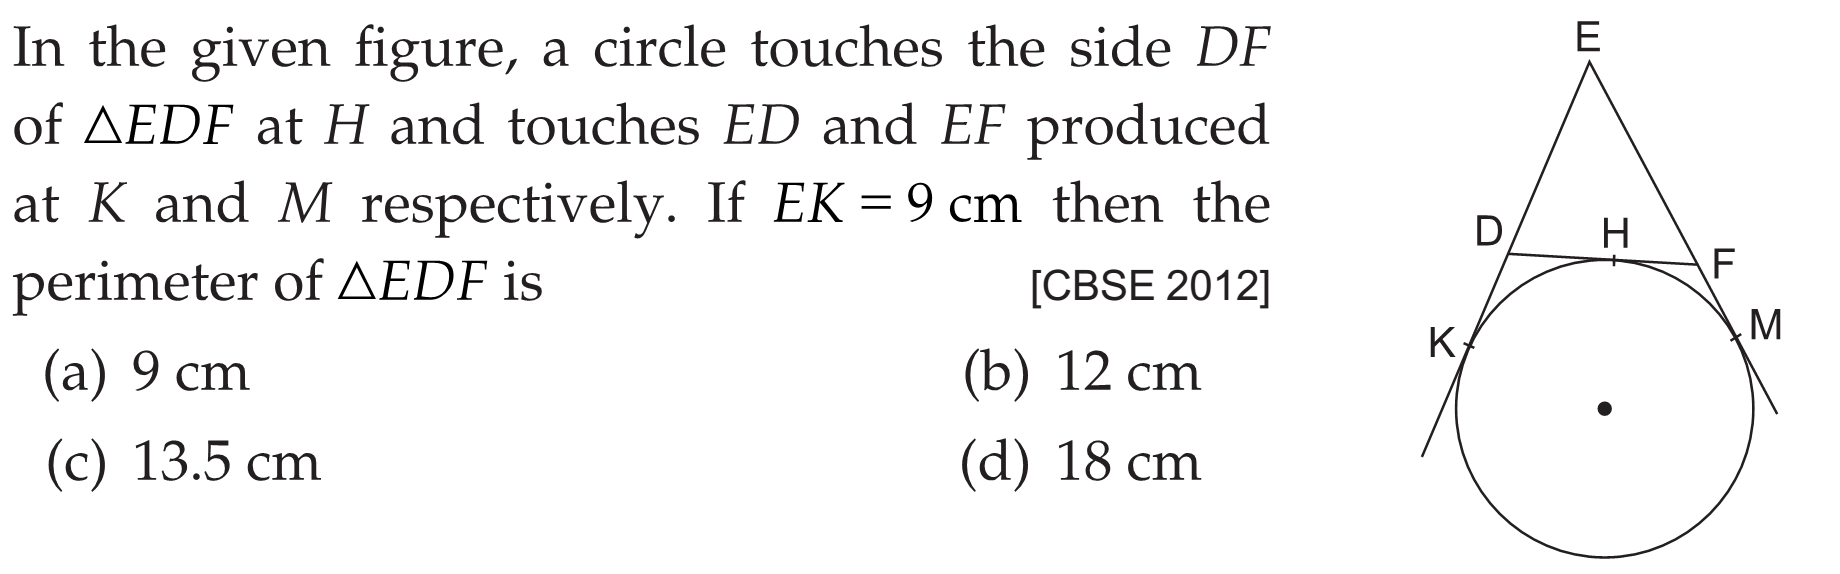 In the given figure, a circle touches the side DF
of △EDF at H and touches ED and EF produced
at K and M respectively. If EK = 9 cm then the
perimeter of △EDF is [CBSE 2012]
(a) 9 cm (b) 12 cm
(c) 13.5 cm (d) 18 cm
E
D H F
K M